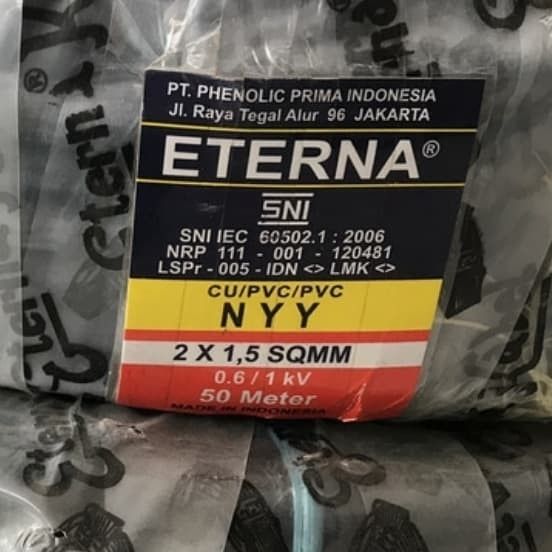 PT. PHENOLIC PRIMA INDONESIA
Jl. Raya Tegal Alur 96 JAKARTA
ETERNA®
SNI
SNI IEC 60502.1 : 2006
NRP 111 - 001 - 120481
LSPr - 005 - IDN <> LMK <>
CU/PVC/PVC
NYY
2 X 1,5 SQMM
0.6 / 1 kV
50 Meter
MADE IN INDONESIA
Eterna